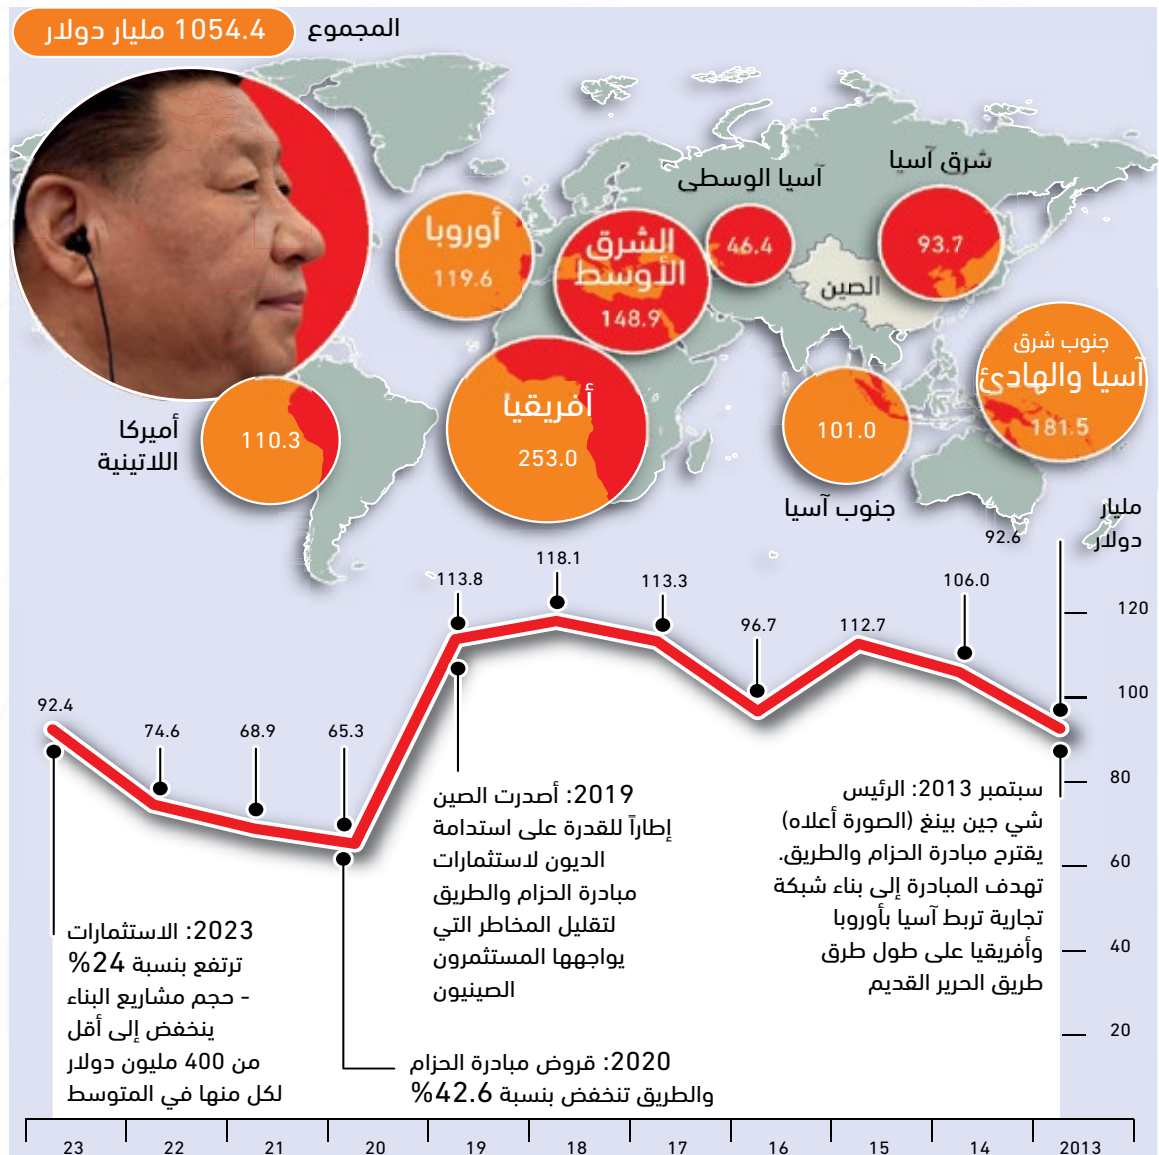 المجموع
1054.4 مليار دولار
شرق آسيا
93.7
آسيا الوسطى
46.4
الصين
الشرق
الأوسط
148.9
أوروبا
119.6
جنوب شرق
آسيا والهادئ
181.5
جنوب آسيا
101.0
أفريقيا
253.0
أميركا
اللاتينية
110.3
مليار
دولار
120
100
80
60
40
20
92.6
106.0
112.7
96.7
113.3
118.1
113.8
65.3
68.9
74.6
92.4
سبتمبر 2013: الرئيس
شي جين بينغ (الصورة أعلاه)
يقترح مبادرة الحزام والطريق.
تهدف المبادرة إلى بناء شبكة
تجارية تربط آسيا بأوروبا
وأفريقيا على طول طرق
طريق الحرير القديم
2019: أصدرت الصين
إطاراً للقدرة على استدامة
الديون لاستثمارات
مبادرة الحزام والطريق
لتقليل المخاطر التي
يواجهها المستثمرون
الصينيون
2020: قروض مبادرة الحزام
والطريق تنخفض بنسبة 42.6%
2023: الاستثمارات
ترتفع بنسبة 24%
- حجم مشاريع البناء
ينخفض إلى أقل
من 400 مليون دولار
لكل منها في المتوسط
2013
14
15
16
17
18
19
20
21
22
23